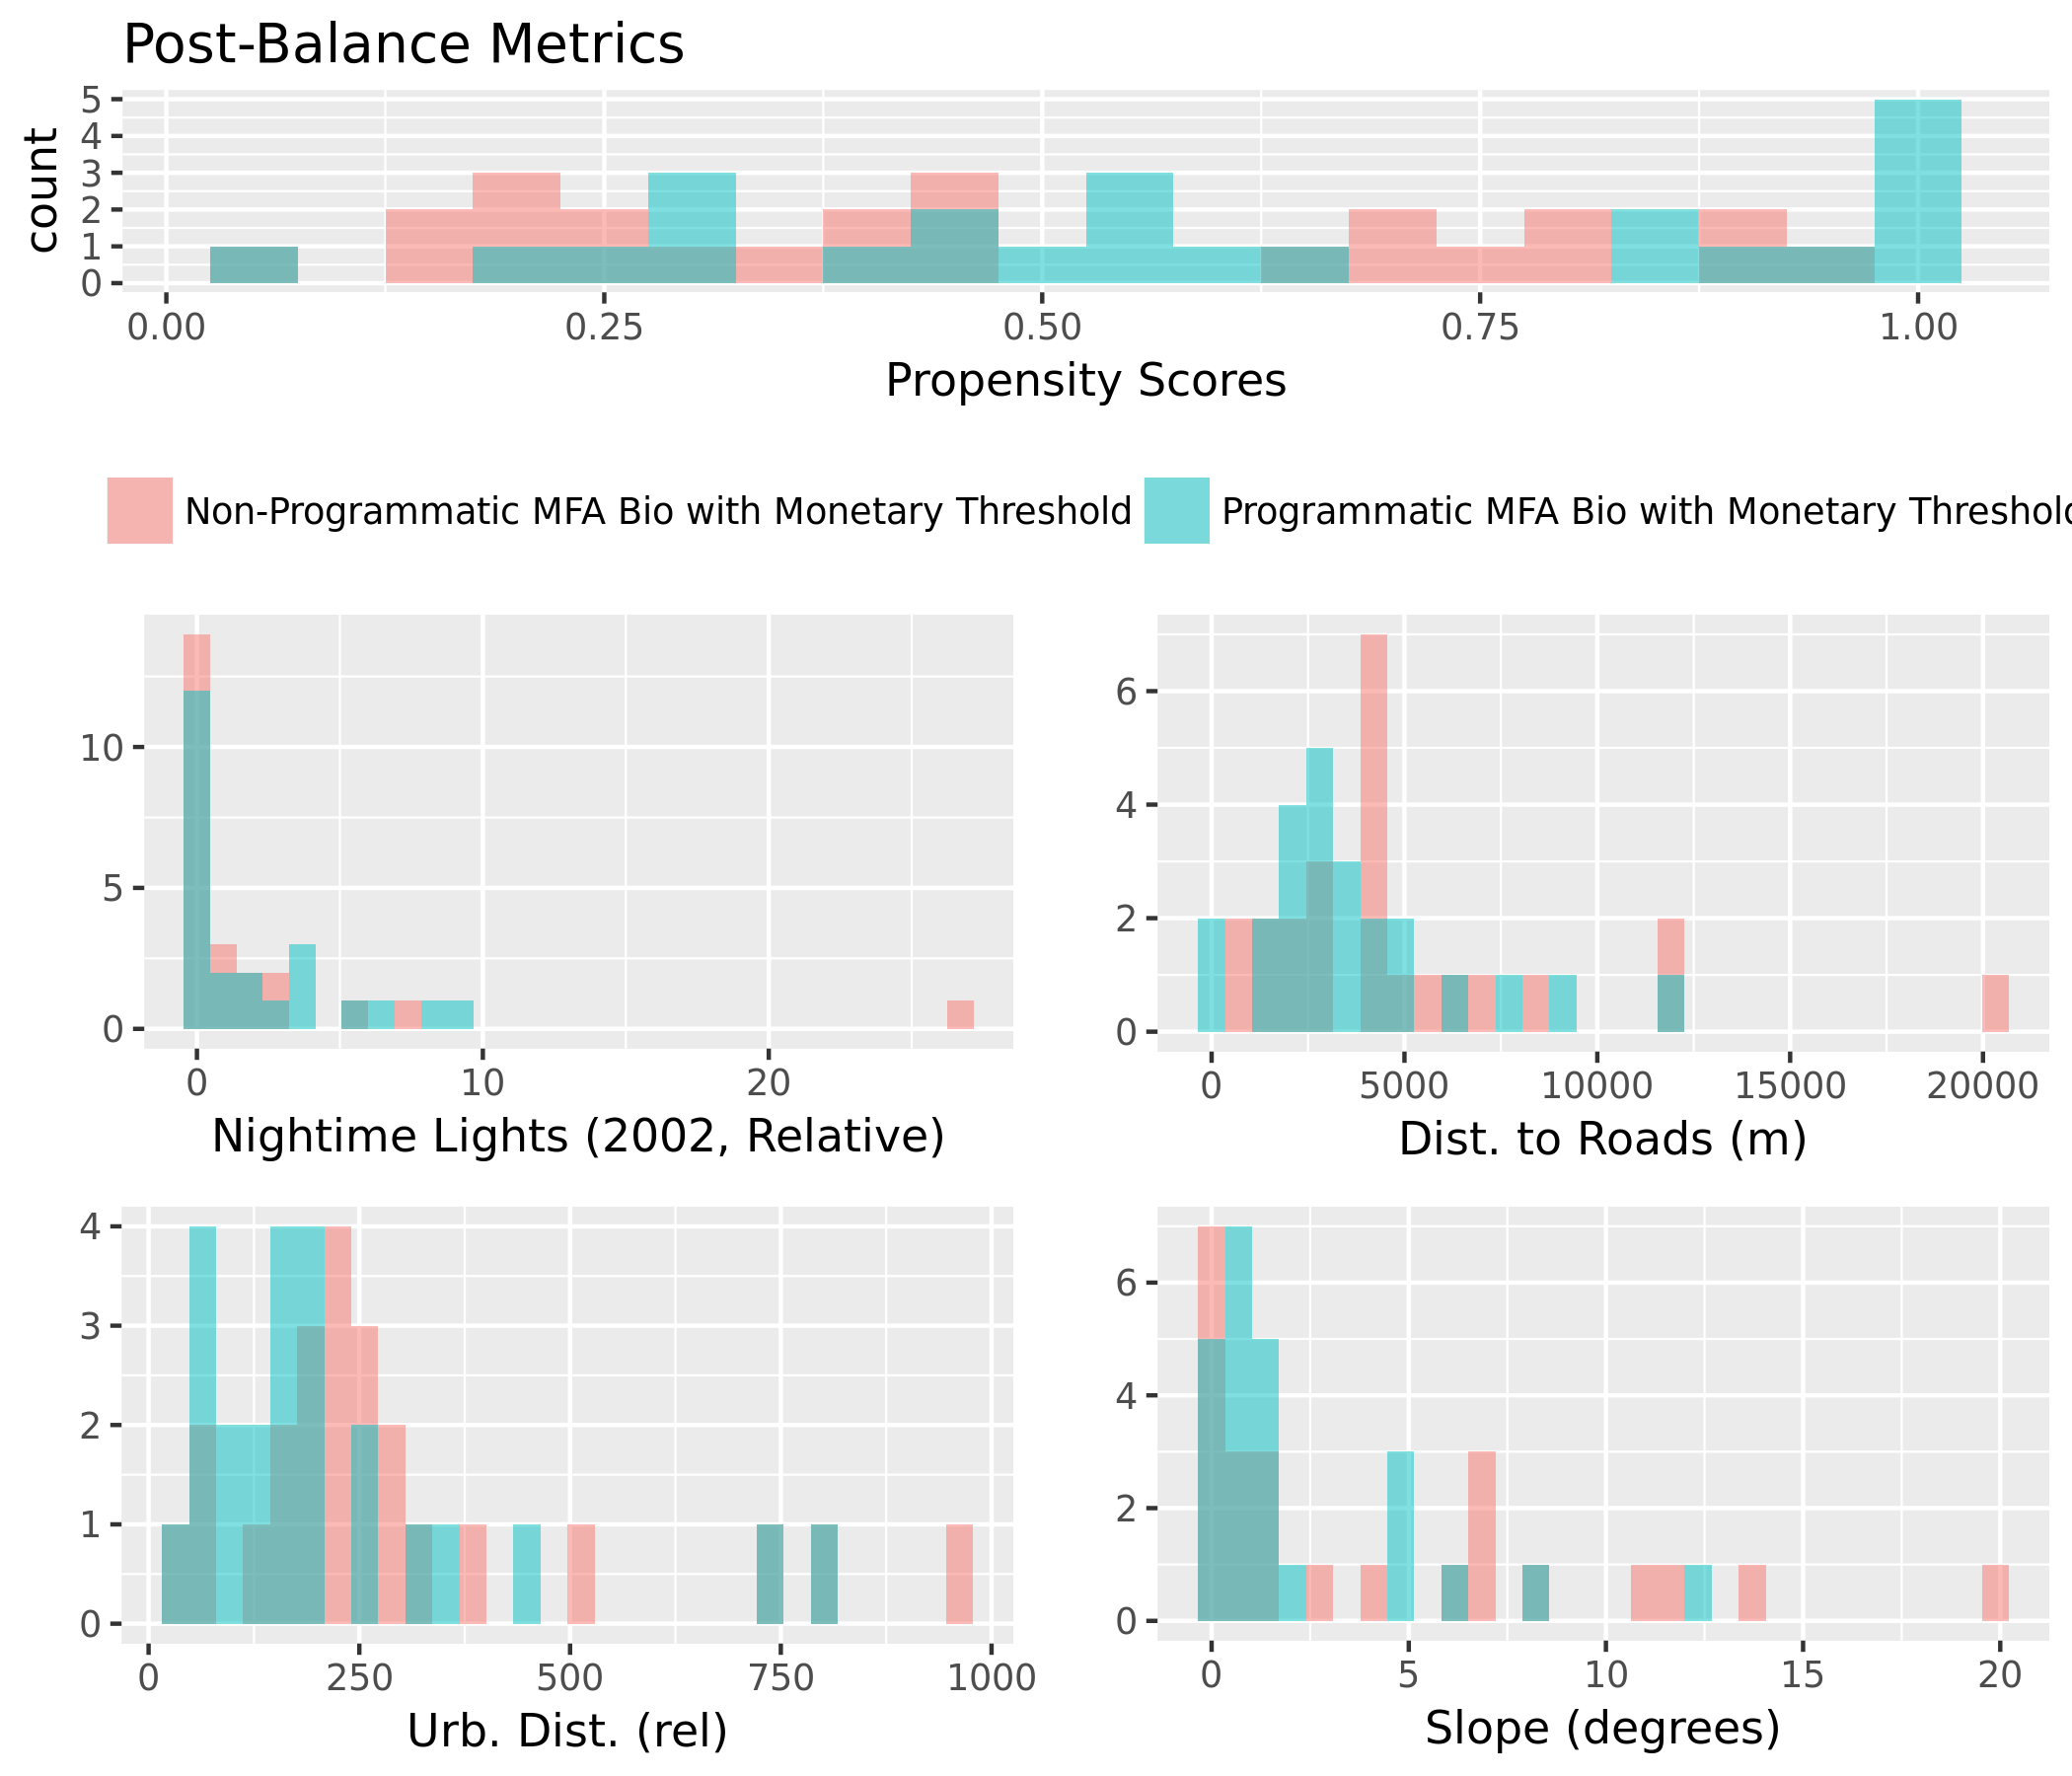 Post-Balance Metrics
count
5
4
3
2
1
0
0.00 0.25 0.50 0.75 1.00
Propensity Scores
Non-Programmatic MFA Bio with Monetary Threshold Programmatic MFA Bio with Monetary Threshold
10
5
0
0 10 20
Nightime Lights (2002, Relative)
6
4
2
0
0 5000 10000 15000 20000
Dist. to Roads (m)
4
3
2
1
0
0 250 500 750 1000
Urb. Dist. (rel)
6
4
2
0
0 5 10 15 20
Slope (degrees)